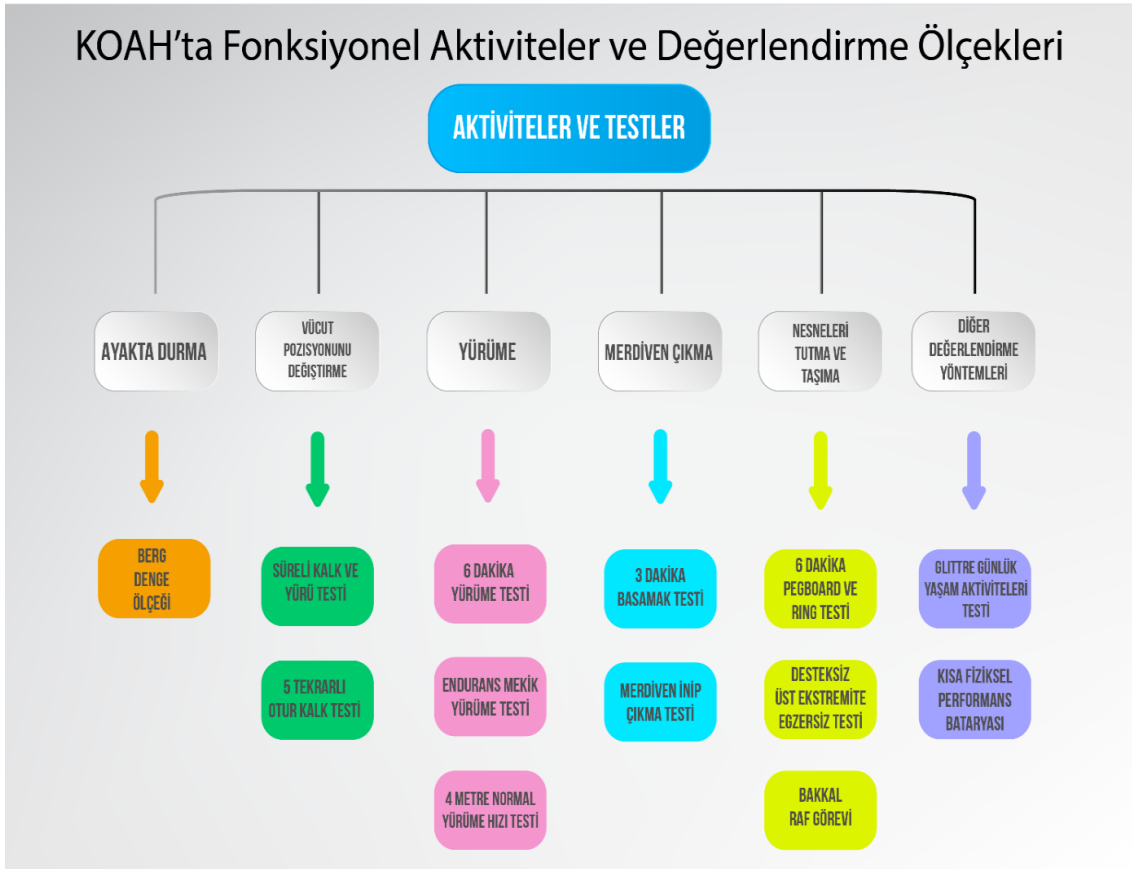 KOAH'ta Fonksiyonel Aktiviteler ve Değerlendirme Ölçekleri
AKTİVİTELER VE TESTLER
AYAKTA DURMA
VÜCUT
POZİSYONUNU
DEĞİŞTİRME
YÜRÜME
MERDİVEN ÇIKMA
NESNELERİ
TUTMA VE
TAŞIMA
DİĞER
DEĞERLENDİRME
YÖNTEMLERİ
BERG
DENGE
ÖLÇEĞİ
SÜRELİ KALK VE
YÜRÜ TESTİ
6 DAKİKA
YÜRÜME TESTİ
3 DAKİKA
BASAMAK TESTİ
6 DAKİKA
PEGBOARD VE
RING TESTİ
GLITTRE GÜNLÜK
YAŞAM AKTİVİTELERİ
TESTİ
5 TEKRARLI
OTUR KALK TESTİ
ENDURANS MEKİK
YÜRÜME TESTİ
MERDİVEN İNİP
ÇIKMA TESTİ
DESTEKSİZ
ÜST EKSTREMİTE
EGZERSİZ TESTİ
KISA FİZİKSEL
PERFORMANS
BATARYASI
4 METRE NORMAL
YÜRÜME HIZI TESTİ
BAKKAL
RAF GÖREVİ